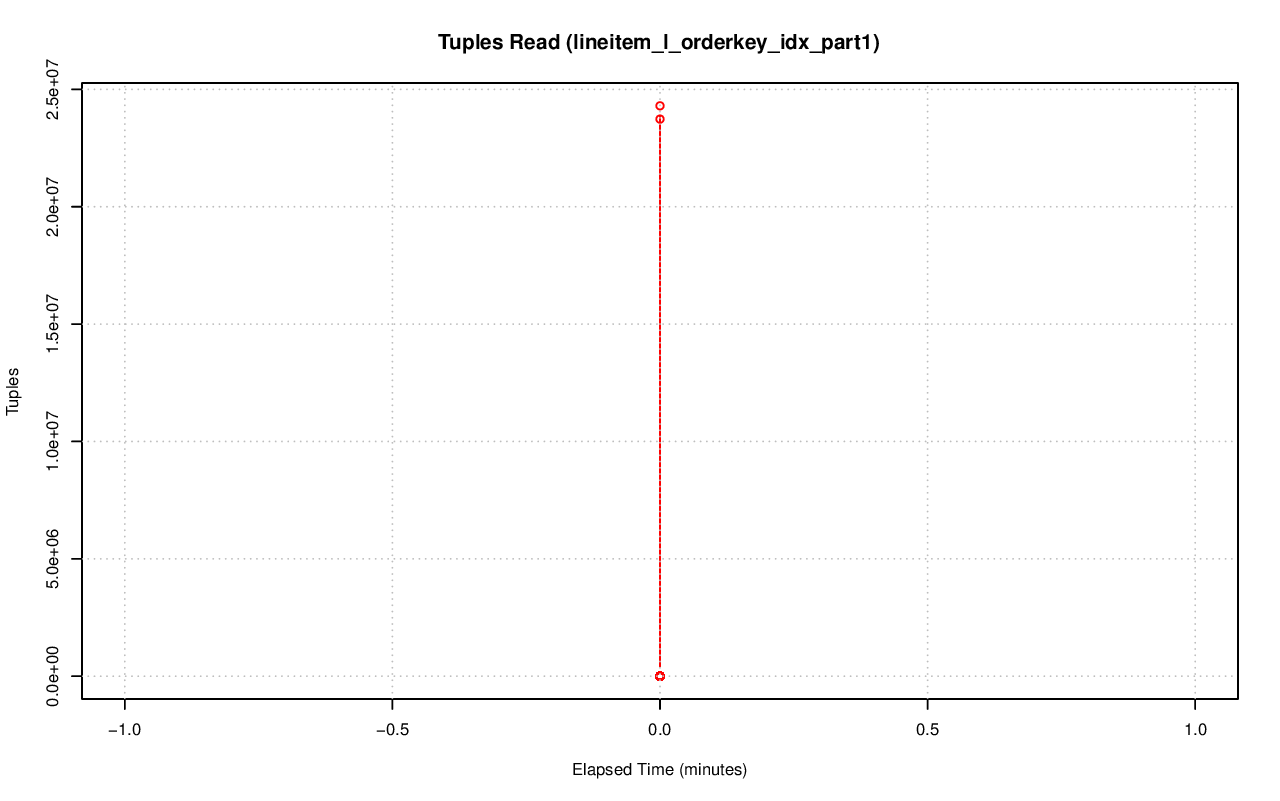 Tuples Read (lineitem_l_orderkey_idx_part1)
2.5e+07
2.0e+07
1.5e+07
1.0e+07
5.0e+06
0.0e+00
Tuples
−1.0
−0.5
0.0
0.5
1.0
Elapsed Time (minutes)